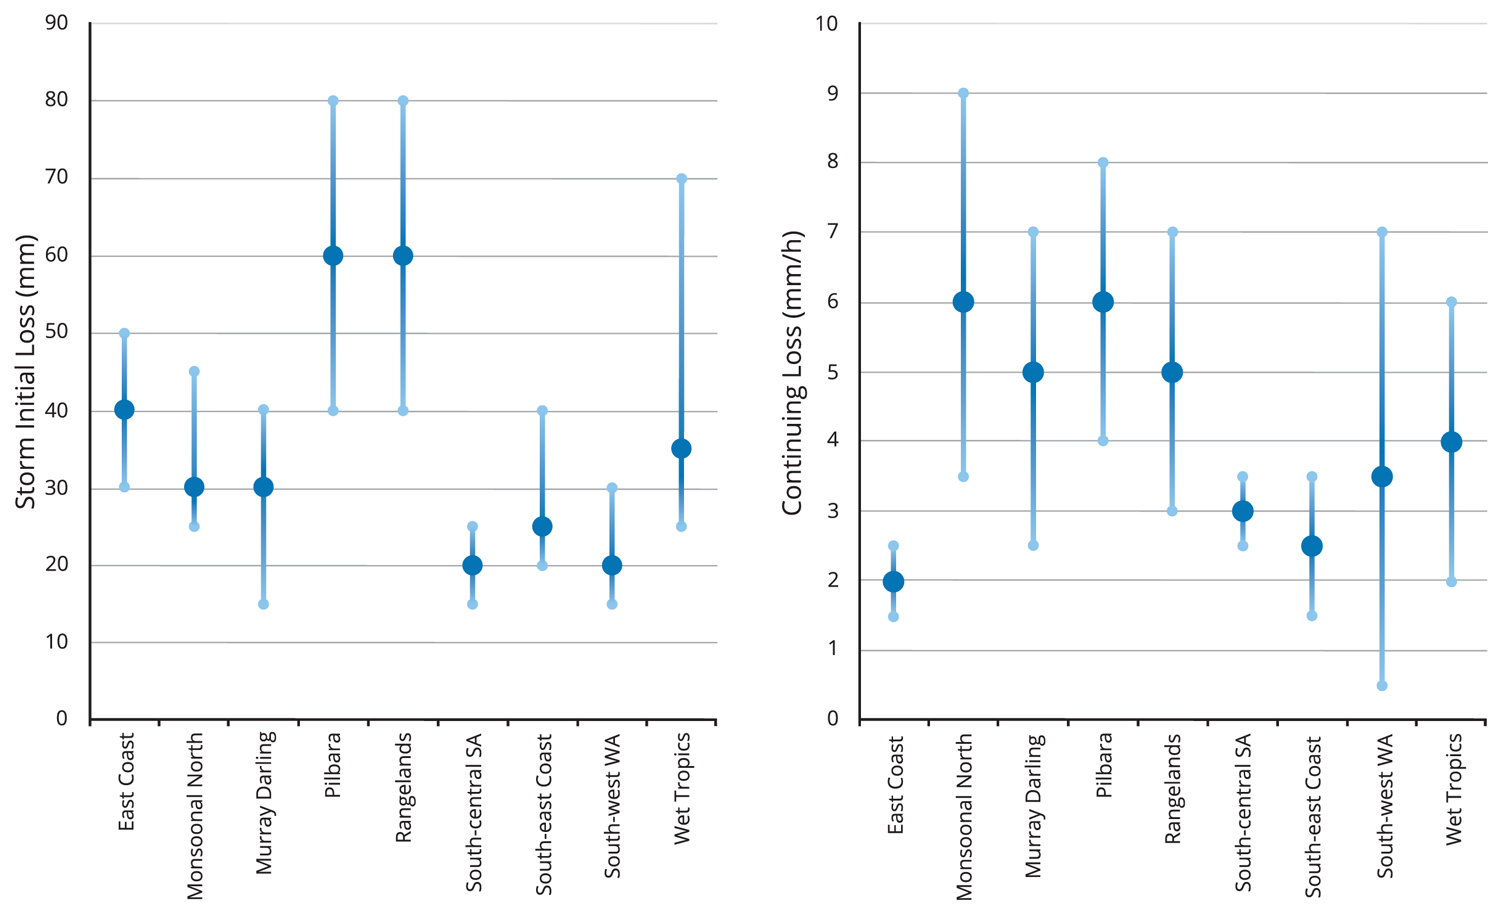 90
80
70
60
50
40
30
20
10
0
Storm Initial Loss (mm)
East Coast
Monsoonal North
Murray Darling
Pilbara
Rangelands
South-central SA
South-east Coast
South-west WA
Wet Tropics
10
9
8
7
6
5
4
3
2
1
0
Continuing Loss (mm/h)
East Coast
Monsoonal North
Murray Darling
Pilbara
Rangelands
South-central SA
South-east Coast
South-west WA
Wet Tropics